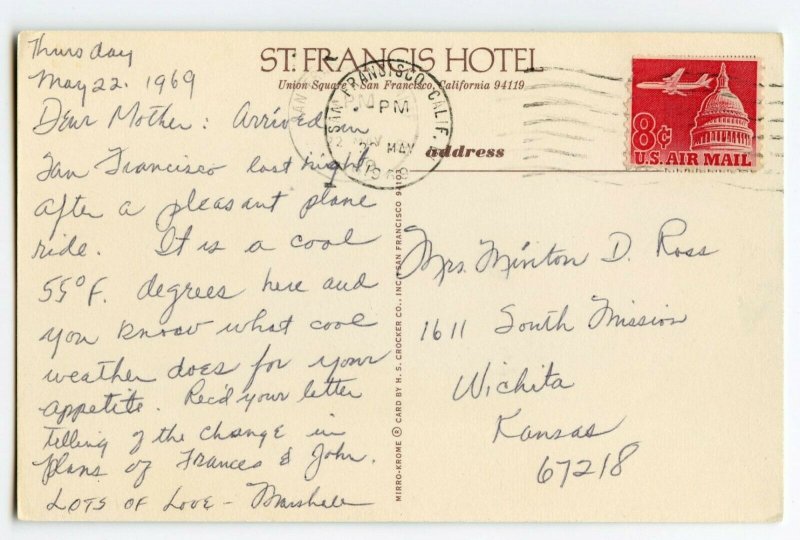 Thursday
May 22, 1969
Dear Mother: Arrived in
San Francisco last night
after a pleasant plane
ride. It is a cool
55°F. degrees here and
you know what cool
weather does for your
appetite. Rec'd your letter
telling of the change in
plans of Frances & John.
LOTS OF LOVE - Marshall
ST. FRANCIS HOTEL
Union Square • San Francisco, California 94119
SAN FRANCISCO, CALIF.
PM
MAY
address
8¢
U.S. AIR MAIL
MIRRO-KROME ® CARD BY H. S. CROCKER CO., INC., SAN FRANCISCO
Mrs. Minton D. Ross
1611 South Mission
Wichita
Kansas
67218